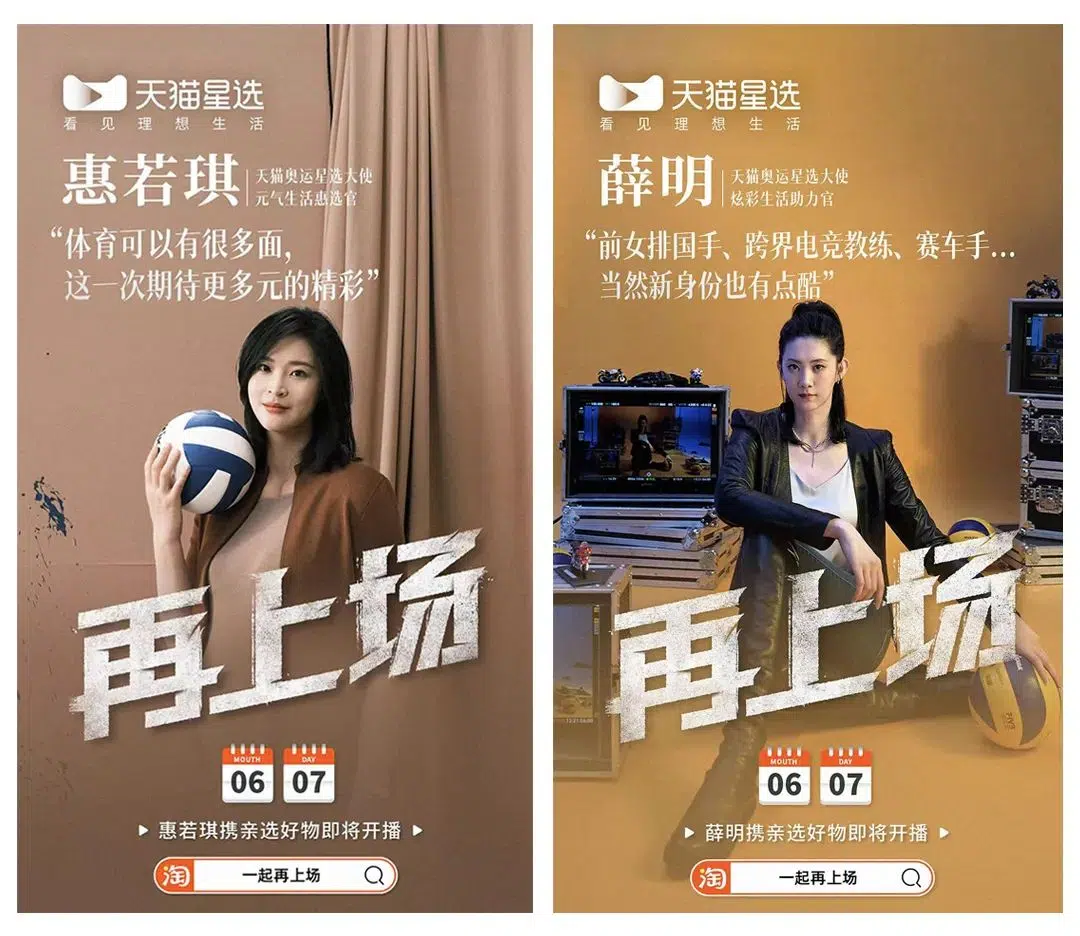 天猫星选
看见理想生活
惠若琪
天猫奥运星选大使
元气生活惠选官
“体育可以有很多面,
这一次期待更多元的精彩”
再上场
MOUTH
06
DAY
07
惠若琪携亲选好物即将开播
淘
一起再上场
天猫星选
看见理想生活
薛明
天猫奥运星选大使
炫彩生活助力官
“前女排国手、跨界电竞教练、赛车手...
当然新身份也有点酷”
再上场
MOUTH
06
DAY
07
薛明携亲选好物即将开播
淘
一起再上场